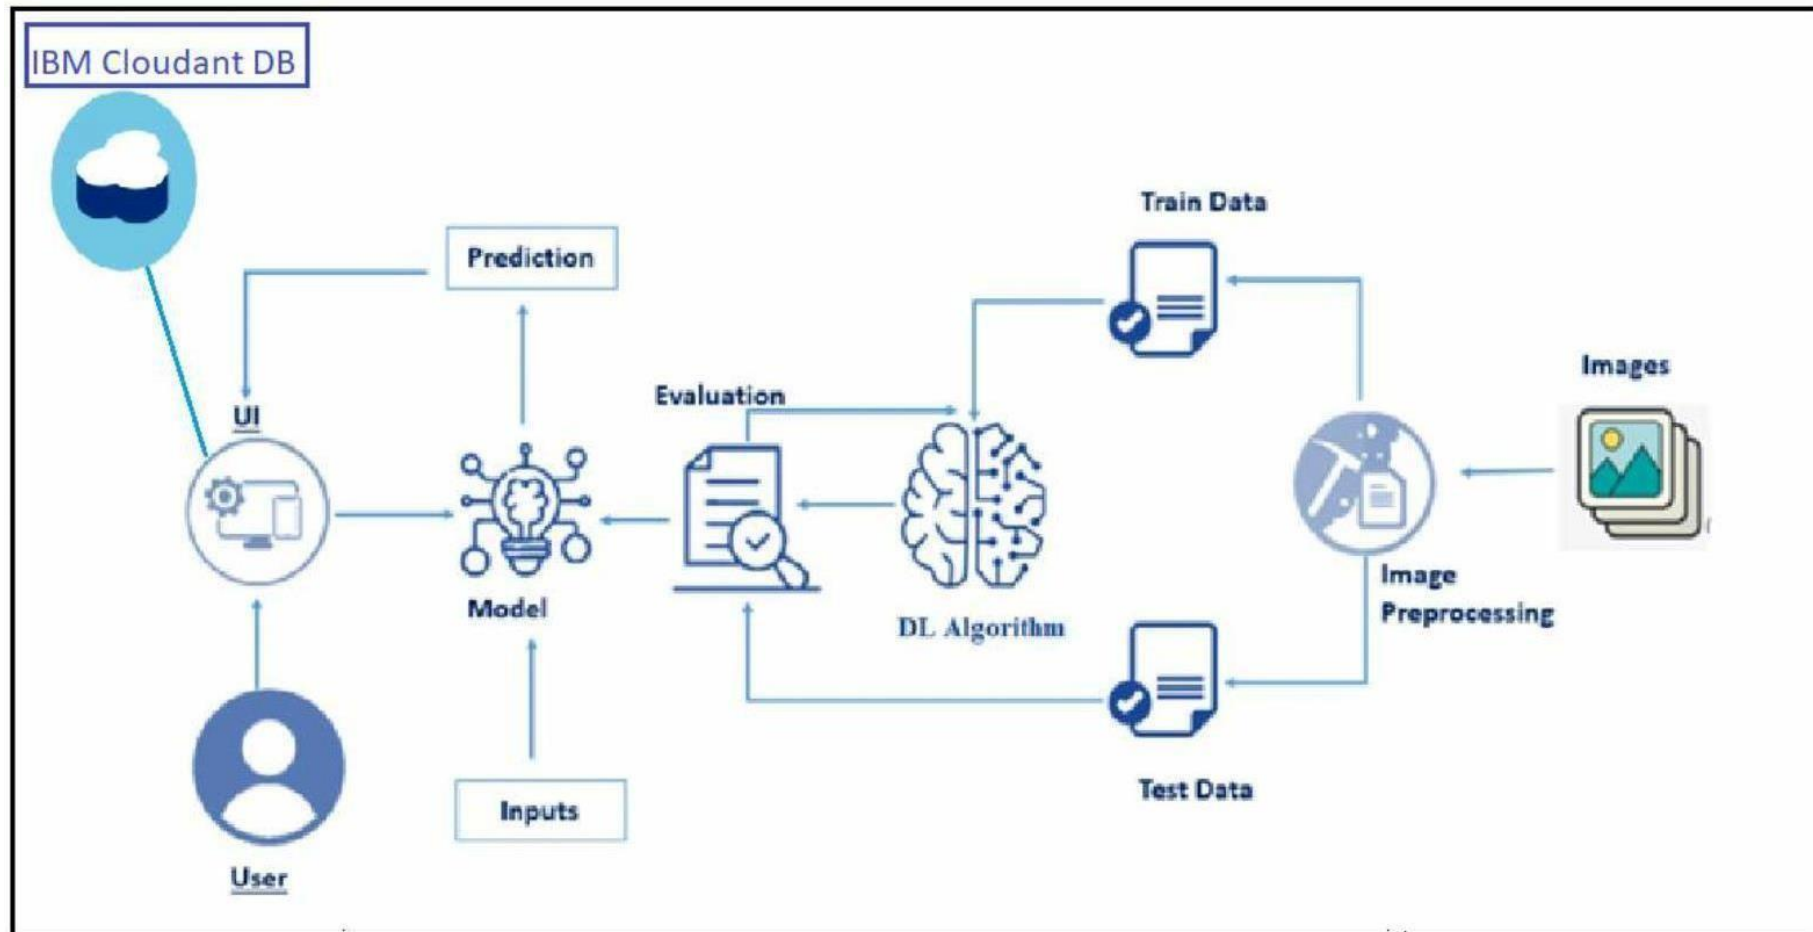 IBM Cloudant DB
Train Data
Prediction
Images
Evaluation
UI
Image
Preprocessing
Model
DL Algorithm
Test Data
Inputs
User